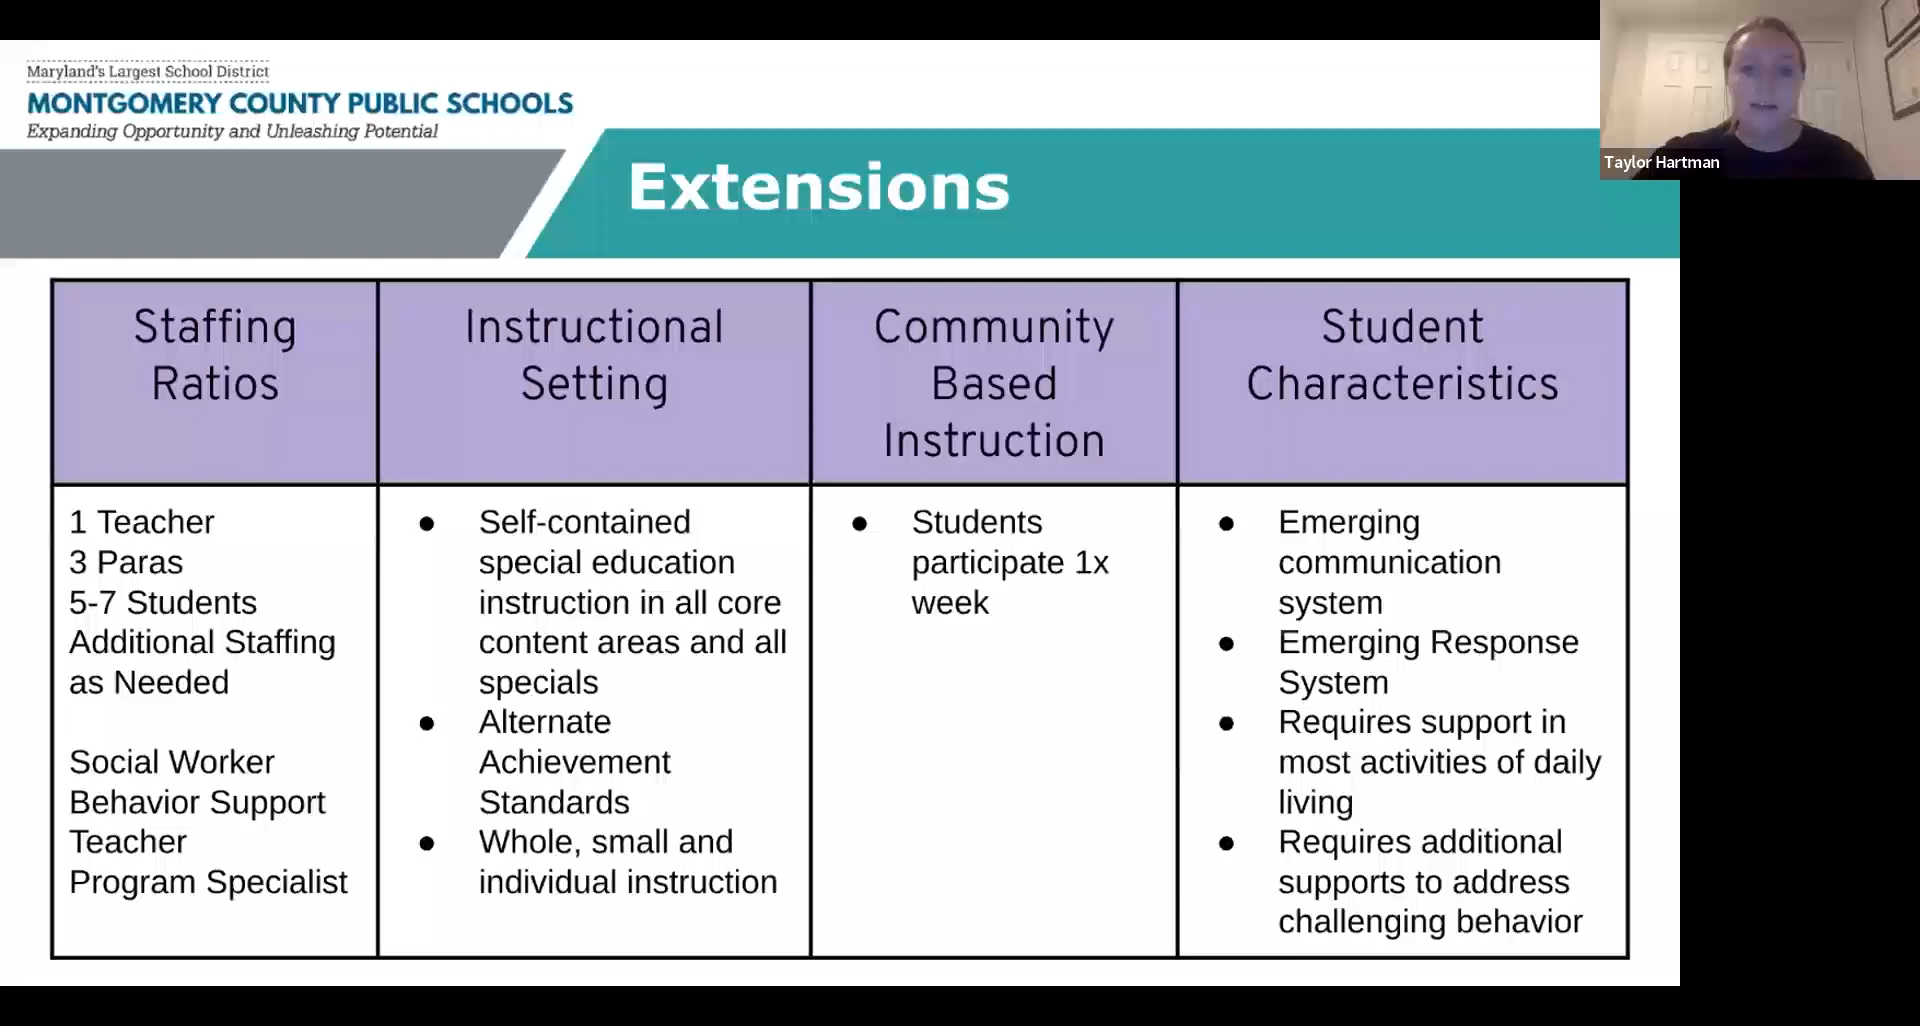 Maryland's Largest School District
MONTGOMERY COUNTY PUBLIC SCHOOLS
Expanding Opportunity and Unleashing Potential
Taylor Hartman
Extensions
Staffing
Ratios
Instructional
Setting
Community
Based
Instruction
Student
Characteristics
1 Teacher
3 Paras
5-7 Students
Additional Staffing
as Needed
Social Worker
Behavior Support
Teacher
Program Specialist
● Self-contained
special education
instruction in all core
content areas and all
specials
● Alternate
Achievement
Standards
● Whole, small and
individual instruction
● Students
participate 1x
week
● Emerging
communication
system
● Emerging Response
System
● Requires support in
most activities of daily
living
● Requires additional
supports to address
challenging behavior